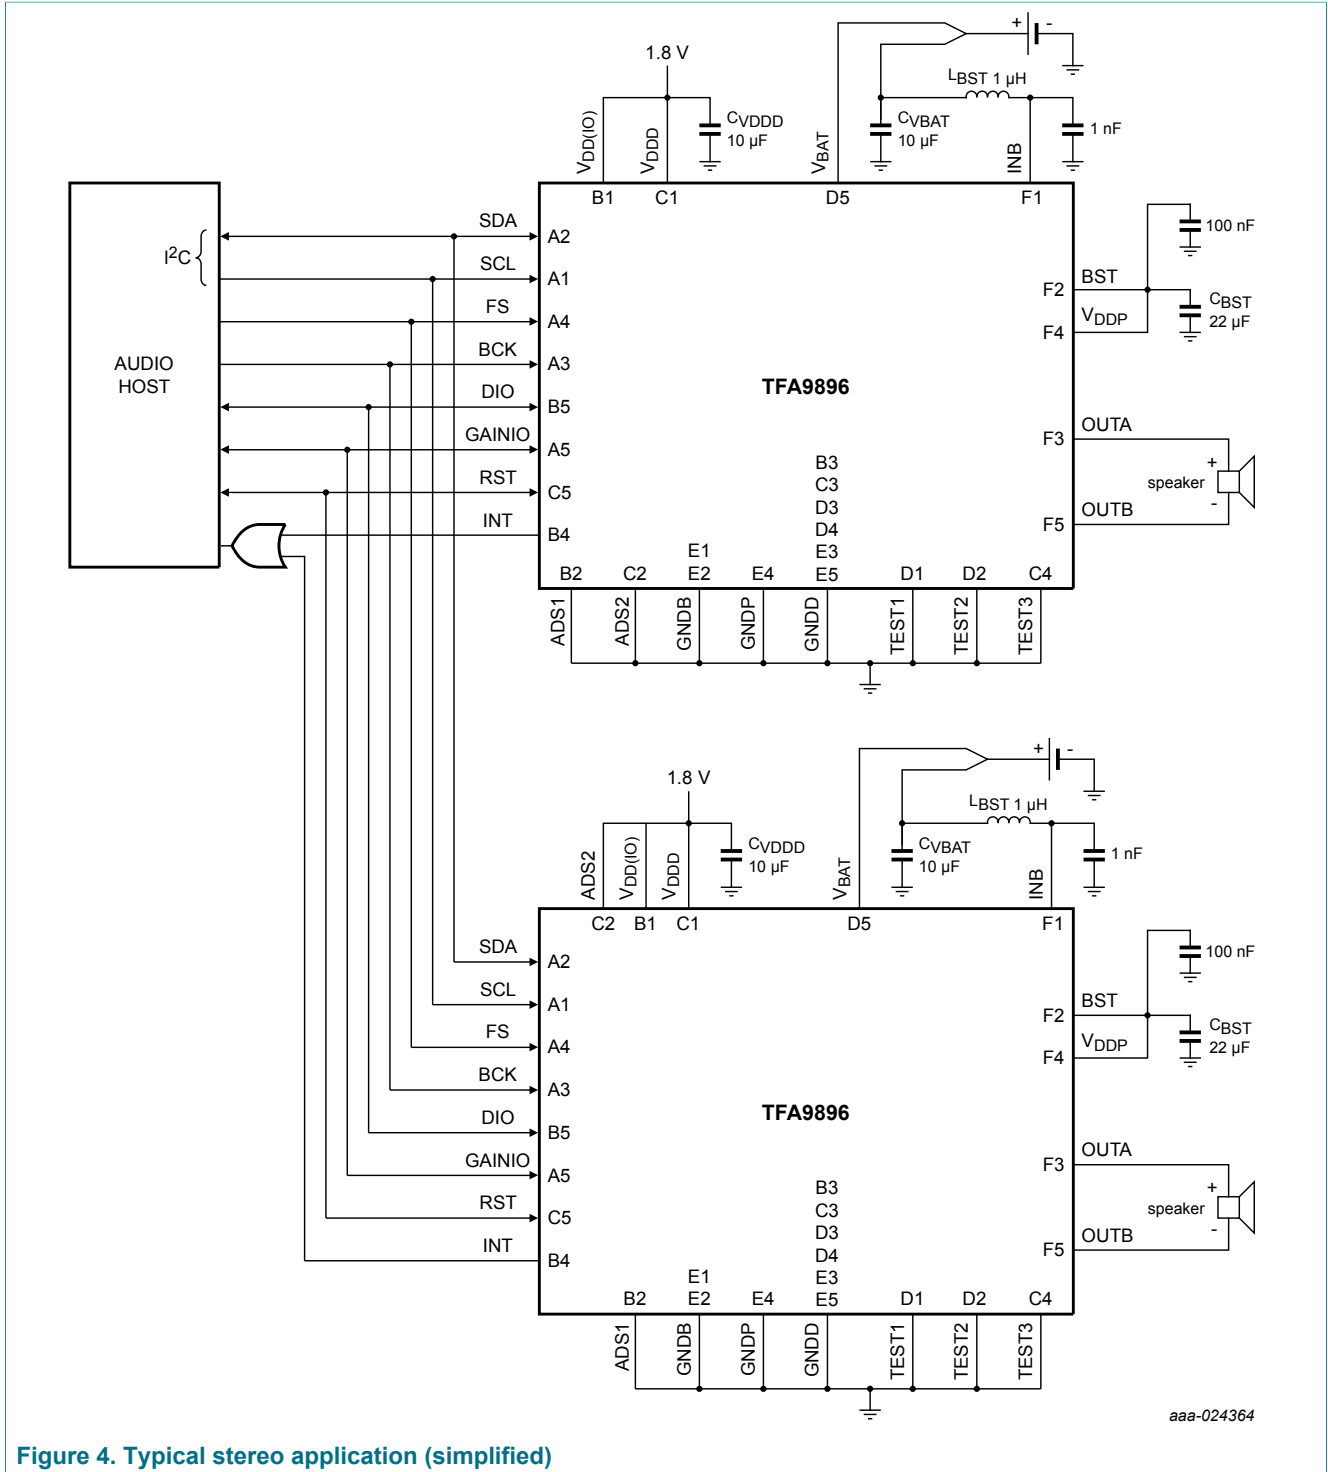 1.8 V
+ -
LBST 1 µH
VDD(IO)
VDDD
CVDDD
10 µF
VBAT
CVBAT
10 µF
INB
1 nF
B1 C1 D5 F1
I2C
AUDIO
HOST
SDA A2
SCL A1
FS A4
BCK A3
DIO B5
GAINIO A5
RST C5
INT B4
TFA9896
100 nF
F2 BST
F4 VDDP
CBST
22 µF
F3 OUTA
+
speaker
-
F5 OUTB
B3
C3
D3
D4
E1 E3
B2 C2 E2 E4 E5 D1 D2 C4
ADS1 ADS2 GNDB GNDP GNDD TEST1 TEST2 TEST3
1.8 V
+ -
LBST 1 µH
ADS2
VDD(IO)
VDDD
CVDDD
10 µF
VBAT
CVBAT
10 µF
INB
1 nF
C2 B1 C1 D5 F1
SDA A2
SCL A1
FS A4
BCK A3
DIO B5
GAINIO A5
RST C5
INT B4
TFA9896
100 nF
F2 BST
F4 VDDP
CBST
22 µF
F3 OUTA
+
speaker
-
F5 OUTB
B3
C3
D3
D4
E1 E3
B2 E2 E4 E5 D1 D2 C4
ADS1 GNDB GNDP GNDD TEST1 TEST2 TEST3
aaa-024364
Figure 4. Typical stereo application (simplified)